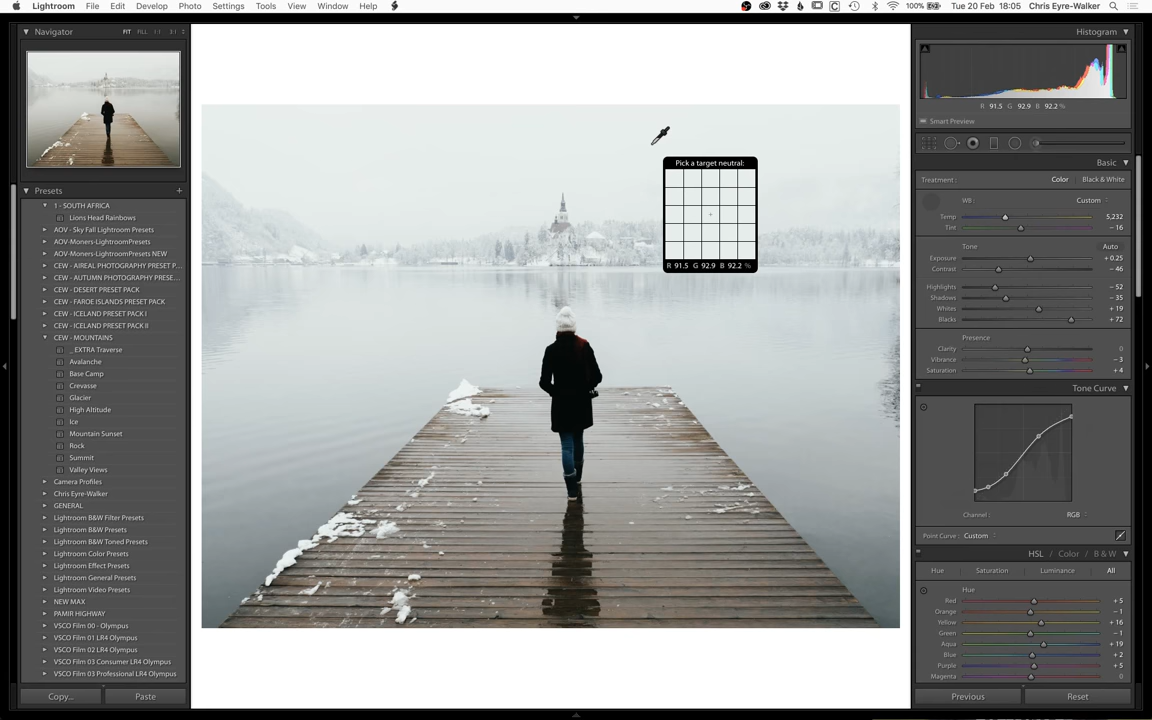 Lightroom File Edit Develop Photo Settings Tools View Window Help 100% Tue 20 Feb 18:05 Chris Eyre-Walker
Navigator FIT FILL 1:1 3:1
Presets +
1 - SOUTH AFRICA
Lions Head Rainbows
AOV - Sky Fall Lightroom Presets
AOV-Moners-LightroomPresets
AOV-Moners-LightroomPresets NEW
CEW - AIREAL PHOTOGRAPHY PRESET P...
CEW - AUTUMN PHOTOGRAPHY PRESE...
CEW - DESERT PRESET PACK
CEW - FAROE ISLANDS PRESET PACK
CEW - ICELAND PRESET PACK I
CEW - ICELAND PRESET PACK II
CEW - MOUNTAINS
_ EXTRA Traverse
Avalanche
Base Camp
Crevasse
Glacier
High Altitude
Ice
Mountain Sunset
Rock
Summit
Valley Views
Camera Profiles
Chris Eyre-Walker
GENERAL
Lightroom B&W Filter Presets
Lightroom B&W Presets
Lightroom B&W Toned Presets
Lightroom Color Presets
Lightroom Effect Presets
Lightroom General Presets
Lightroom Video Presets
NEW MAX
PAMIR HIGHWAY
VSCO Film 00 - Olympus
VSCO Film 01 LR4 Olympus
VSCO Film 02 LR4 Olympus
VSCO Film 03 Consumer LR4 Olympus
VSCO Film 03 Professional LR4 Olympus
Copy... Paste
Pick a target neutral:
R 91.5 G 92.9 B 92.2 %
Histogram
R 91.5 G 92.9 B 92.2 %
Smart Preview
Basic
Treatment : Color Black & White
WB : Custom
Temp 5,232
Tint - 16
Tone Auto
Exposure + 0.25
Contrast - 46
Highlights - 52
Shadows - 35
Whites + 19
Blacks + 72
Presence
Clarity 0
Vibrance - 3
Saturation + 4
Tone Curve
Channel : RGB
Point Curve : Custom
HSL / Color / B & W
Hue Saturation Luminance All
Hue
Red + 5
Orange - 1
Yellow + 16
Green - 1
Aqua + 19
Blue + 2
Purple + 5
Magenta 0
Previous Reset